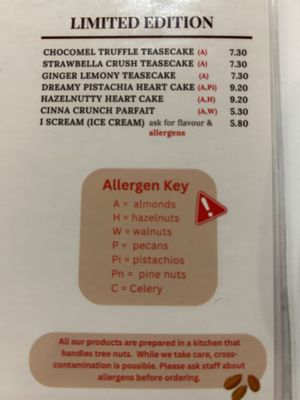 LIMITED EDITION
CHOCOMEL TRUFFLE TEASECAKE (A) 7.30
STRAWBELLA CRUSH TEASECAKE (A) 7.30
GINGER LEMONY TEASECAKE (A) 7.30
DREAMY PISTACHIA HEART CAKE (A.Pi) 9.20
HAZELNUTTY HEART CAKE (A.H) 9.20
CINNA CRUNCH PARFAIT (A.W) 5.30
I SCREAM (ICE CREAM) ask for flavour & 5.80
allergens
Allergen Key
A = almonds
H = hazelnuts
W = walnuts
P = pecans
Pi = pistachios
Pn = pine nuts
C = Celery
All our products are prepared in a kitchen that
handles tree nuts. While we take care, cross-
contamination is possible. Please ask staff about
allergens before ordering.